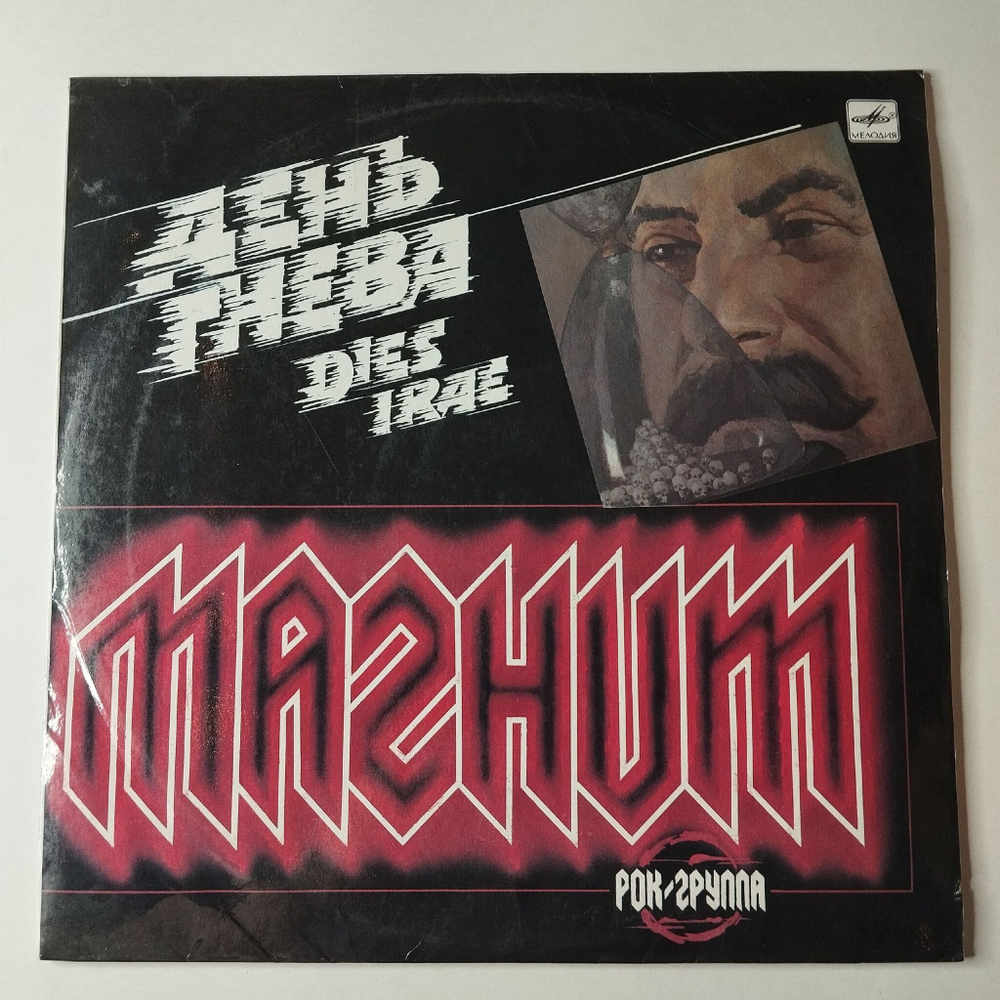 ДЕНЬ
ГНЕВА
DIES
IRAE
МЕЛОДИЯ
МАГНИТ
РОК-ГРУППА